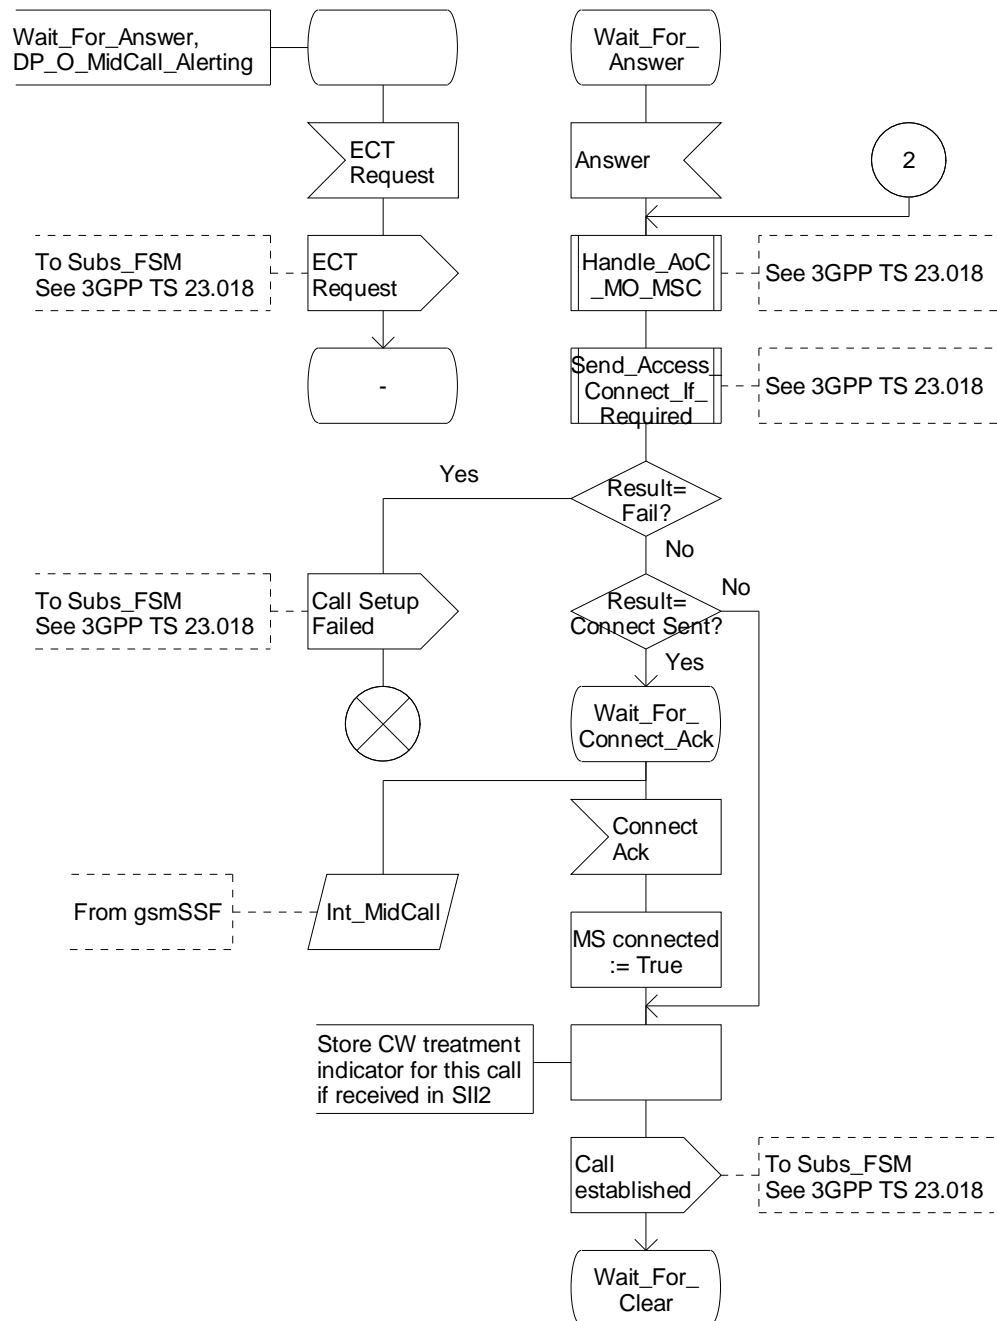 Wait_For_Answer,
DP_O_MidCall_Alerting
Wait_For_
Answer
ECT
Request
Answer
2
To Subs_FSM
See 3GPP TS 23.018
ECT
Request
Handle_AoC
_MO_MSC
See 3GPP TS 23.018
-
Send_Access_
Connect_If_
Required
See 3GPP TS 23.018
Yes
Result=
Fail?
No
To Subs_FSM
See 3GPP TS 23.018
Call Setup
Failed
Result=
Connect Sent?
No
Yes
Wait_For_
Connect_Ack
Connect
Ack
From gsmSSF
Int_MidCall
MS connected
:= True
Store CW treatment
indicator for this call
if received in SII2
Call
established
To Subs_FSM
See 3GPP TS 23.018
Wait_For_
Clear